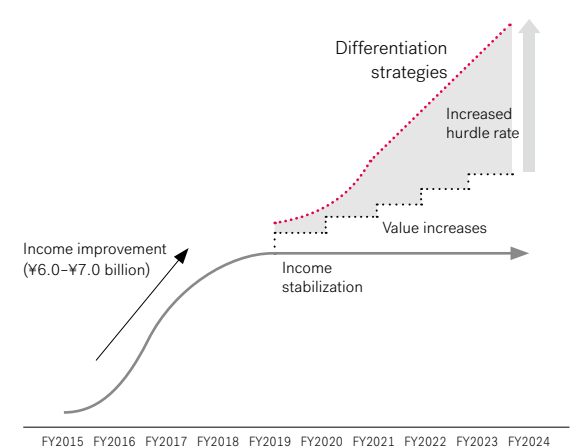 Differentiation
strategies
Increased
hurdle rate
Value increases
Income improvement
(¥6.0–¥7.0 billion)
Income
stabilization
FY2015 FY2016 FY2017 FY2018 FY2019 FY2020 FY2021 FY2022 FY2023 FY2024